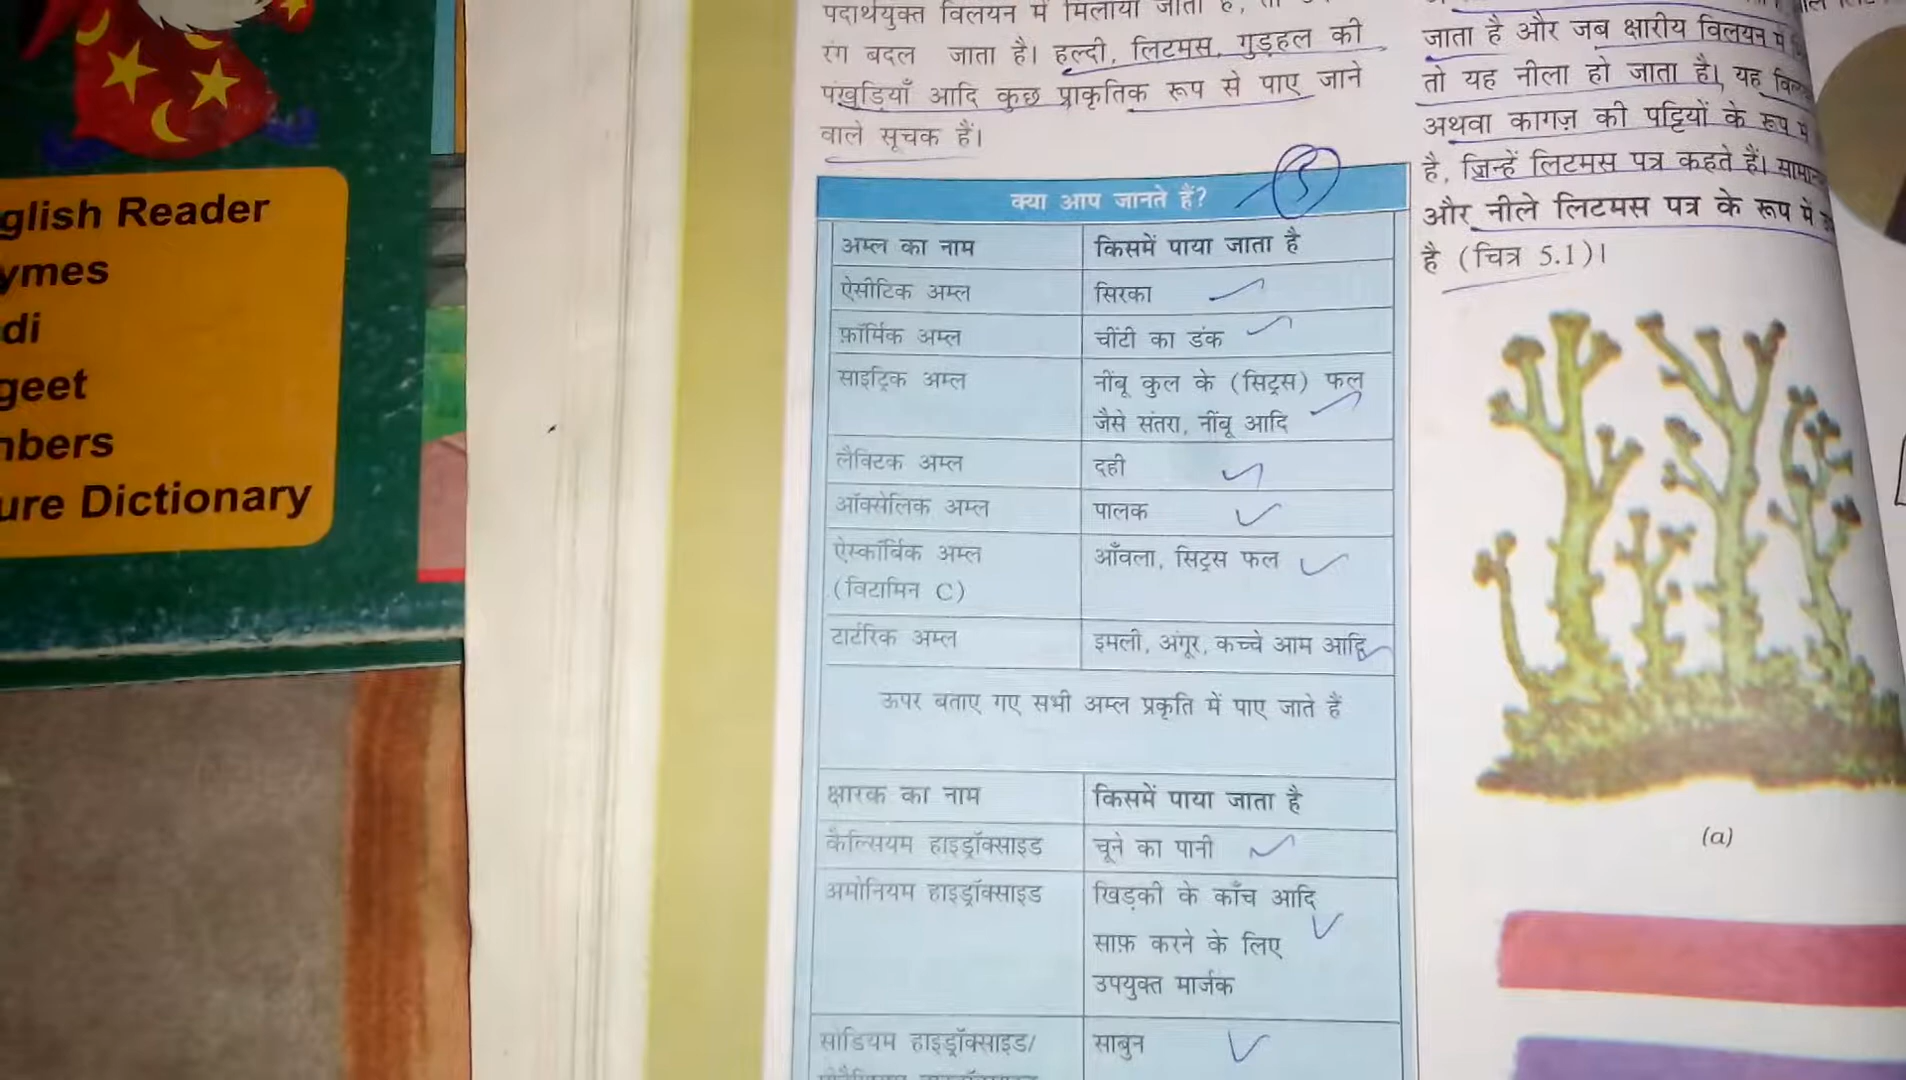 glish Reader
ymes
di
geet
nbers
ure Dictionary
पदार्थयुक्त विलयन में मिलाया जाता है,
रंग बदल जाता है। हल्दी, लिटमस, गुड़हल की
पंखुड़ियाँ आदि कुछ प्राकृतिक रूप से पाए जाने
वाले सूचक हैं।
क्या आप जानते हैं?
5
अम्ल का नाम किसमें पाया जाता है
ऐसीटिक अम्ल सिरका
फ़ॉर्मिक अम्ल चींटी का डंक
साइट्रिक अम्ल नींबू कुल के (सिट्रस) फल
जैसे संतरा, नींबू आदि
लैक्टिक अम्ल दही
ऑक्सेलिक अम्ल पालक
ऐस्कॉर्बिक अम्ल आँवला, सिट्रस फल
(विटामिन C)
टार्टरिक अम्ल इमली, अंगूर, कच्चे आम आदि
ऊपर बताए गए सभी अम्ल प्रकृति में पाए जाते हैं
क्षारक का नाम किसमें पाया जाता है
कैल्सियम हाइड्रॉक्साइड चूने का पानी
अमोनियम हाइड्रॉक्साइड खिड़की के काँच आदि
साफ़ करने के लिए
उपयुक्त मार्जक
सोडियम हाइड्रॉक्साइड/ साबुन
जाता है और जब क्षारीय विलयन में
तो यह नीला हो जाता है। यह
अथवा कागज़ की पट्टियों के रूप में
है, जिन्हें लिटमस पत्र कहते हैं।
और नीले लिटमस पत्र के रूप में
है (चित्र 5.1)।
(a)